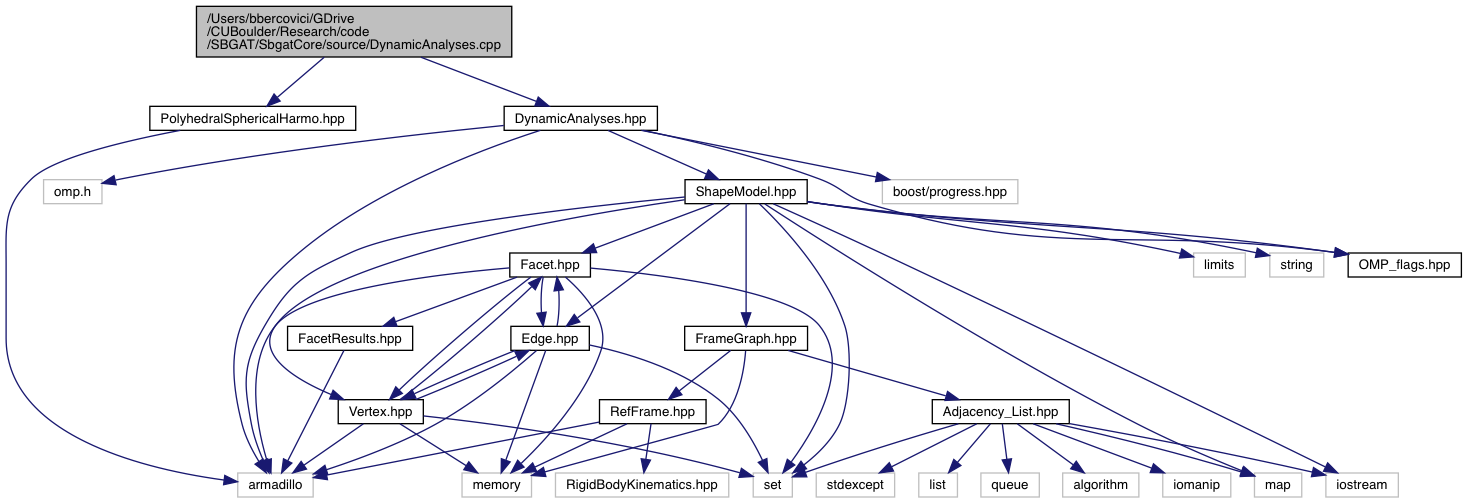 /Users/bbercovici/GDrive
/CUBoulder/Research/code
/SBGAT/SbgatCore/source/DynamicAnalyses.cpp
PolyhedralSphericalHarmo.hpp
DynamicAnalyses.hpp
omp.h
ShapeModel.hpp
boost/progress.hpp
Facet.hpp
limits
string
OMP_flags.hpp
FacetResults.hpp
Edge.hpp
FrameGraph.hpp
Vertex.hpp
RefFrame.hpp
Adjacency_List.hpp
armadillo
memory
RigidBodyKinematics.hpp
set
stdexcept
list
queue
algorithm
iomanip
map
iostream